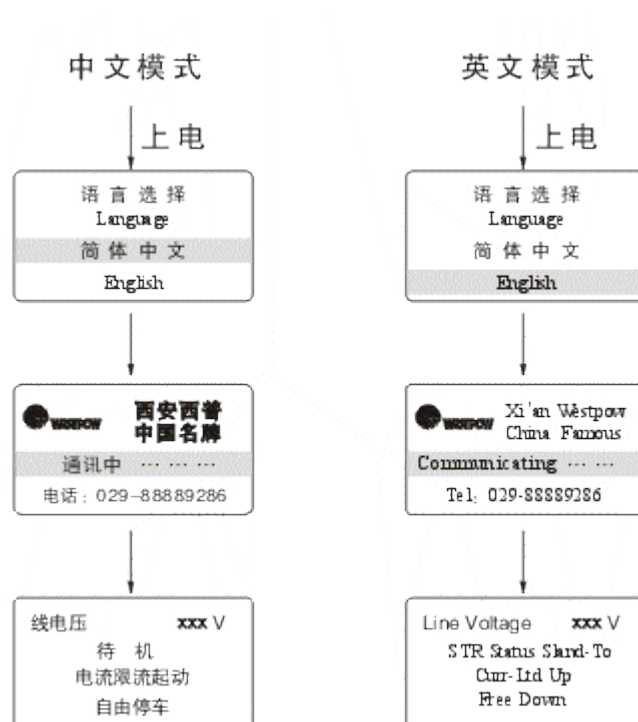 中文模式
上电
语言选择
Language
简体中文
English
WESTPOW 西安西普
中国名牌
通讯中 ··· ··· ···
电话：029-88889286
线电压 xxx V
待 机
电流限流起动
自由停车
英文模式
上电
语言选择
Language
简体中文
English
WESTPOW Xi'an Westpow
China Famous
Communicating ··· ···
Tel: 029-88889286
Line Voltage xxx V
STR Status Stand-To
Curr-Ltd Up
Free Down